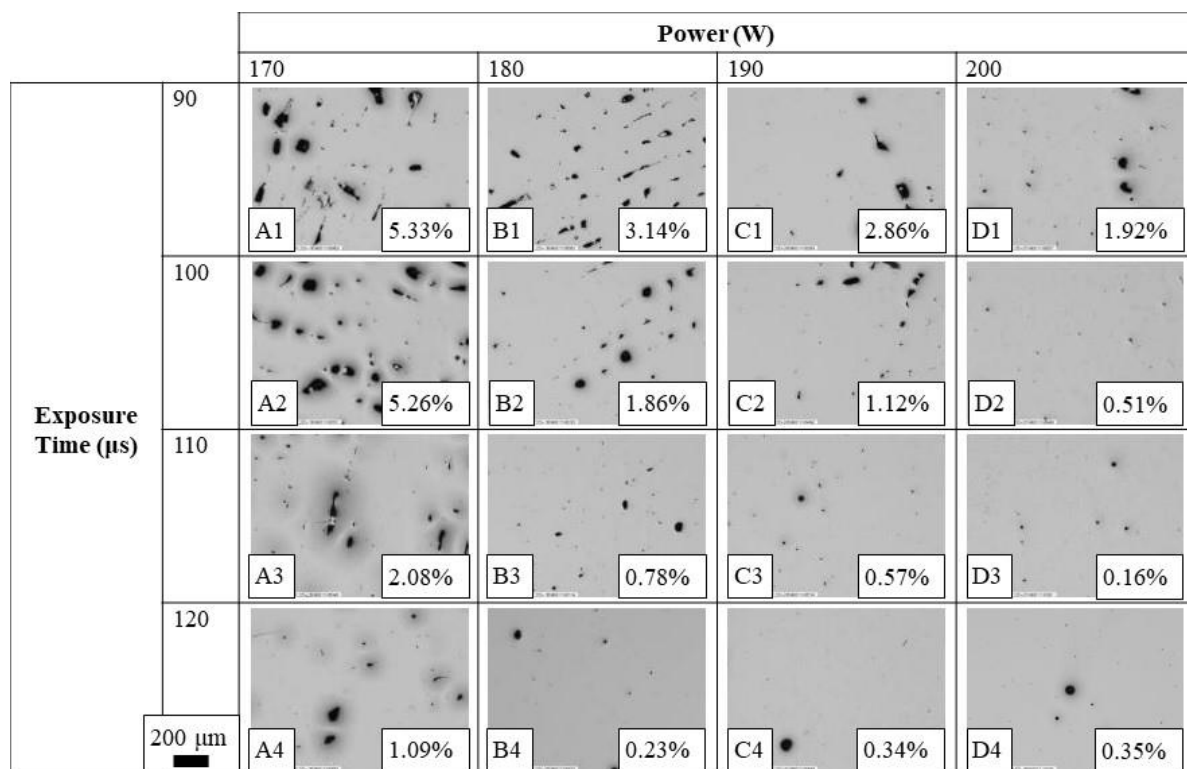 Power (W)
170 180 190 200
Exposure Time (μs)
90
A1 5.33% B1 3.14% C1 2.86% D1 1.92%
100
A2 5.26% B2 1.86% C2 1.12% D2 0.51%
110
A3 2.08% B3 0.78% C3 0.57% D3 0.16%
120
A4 1.09% B4 0.23% C4 0.34% D4 0.35%
200 μm